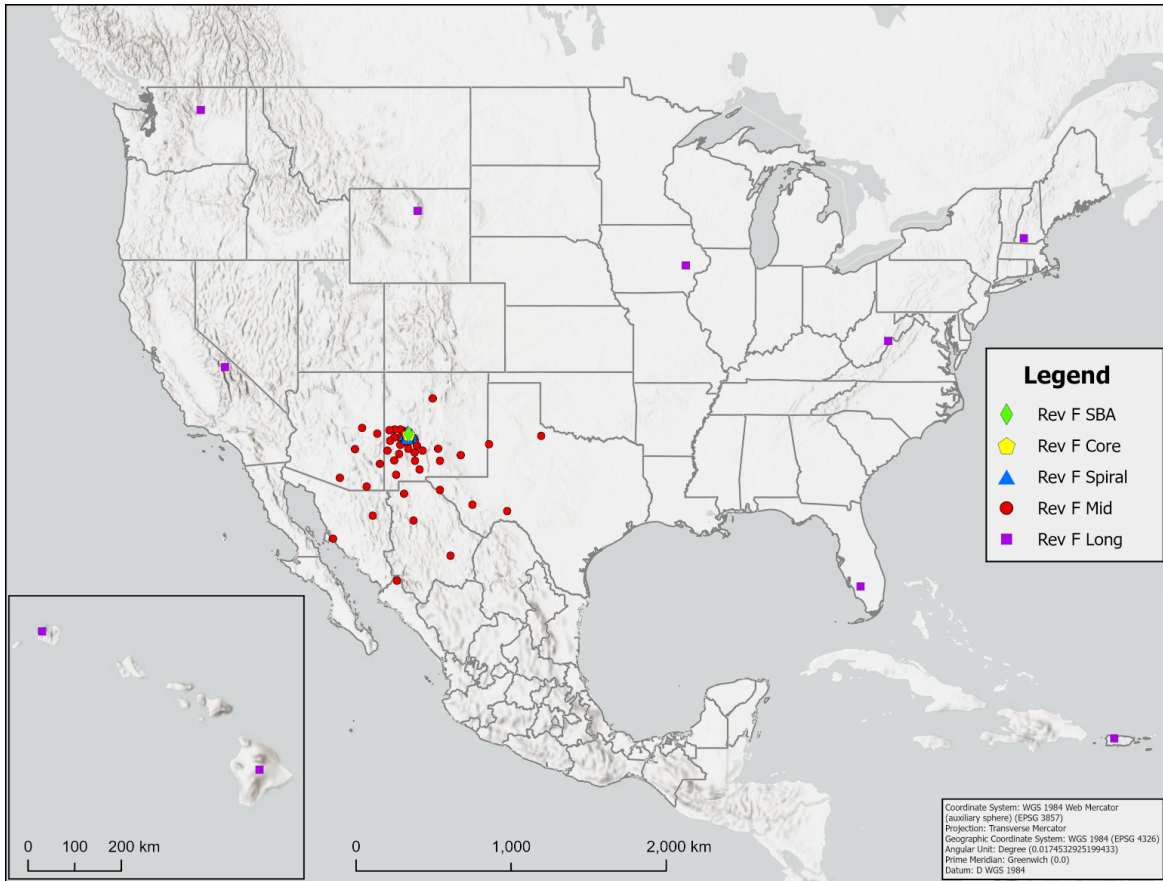 Legend
Rev F SBA
Rev F Core
Rev F Spiral
Rev F Mid
Rev F Long
0 100 200 km
0 1,000 2,000 km
Coordinate System: WGS 1984 Web Mercator
(auxiliary sphere) (EPSG 3857)
Projection: Transverse Mercator
Geographic Coordinate System: WGS 1984 (EPSG 4326)
Angular Unit: Degree (0.0174532925199433)
Prime Meridian: Greenwich (0.0)
Datum: D WGS 1984